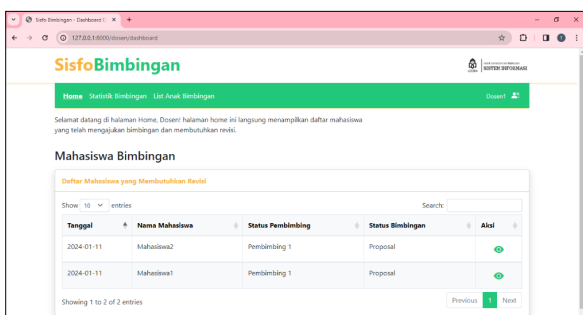 Sisfo Bimbingan - Dashboard D
127.0.0.1:8000/dosen/dashboard
SisfoBimbingan
SISTEM INFORMASI
Home Statistik Bimbingan List Anak Bimbingan Dosen1
Selamat datang di halaman Home, Dosen! halaman home ini langsung menampilkan daftar mahasiswa
yang telah mengajukan bimbingan dan membutuhkan revisi.
Mahasiswa Bimbingan
Daftar Mahasiswa yang Membutuhkan Revisi
Show 10 entries Search:
Tanggal Nama Mahasiswa Status Pembimbing Status Bimbingan Aksi
2024-01-11 Mahasiswa2 Pembimbing 1 Proposal
2024-01-11 Mahasiswa1 Pembimbing 1 Proposal
Showing 1 to 2 of 2 entries Previous 1 Next